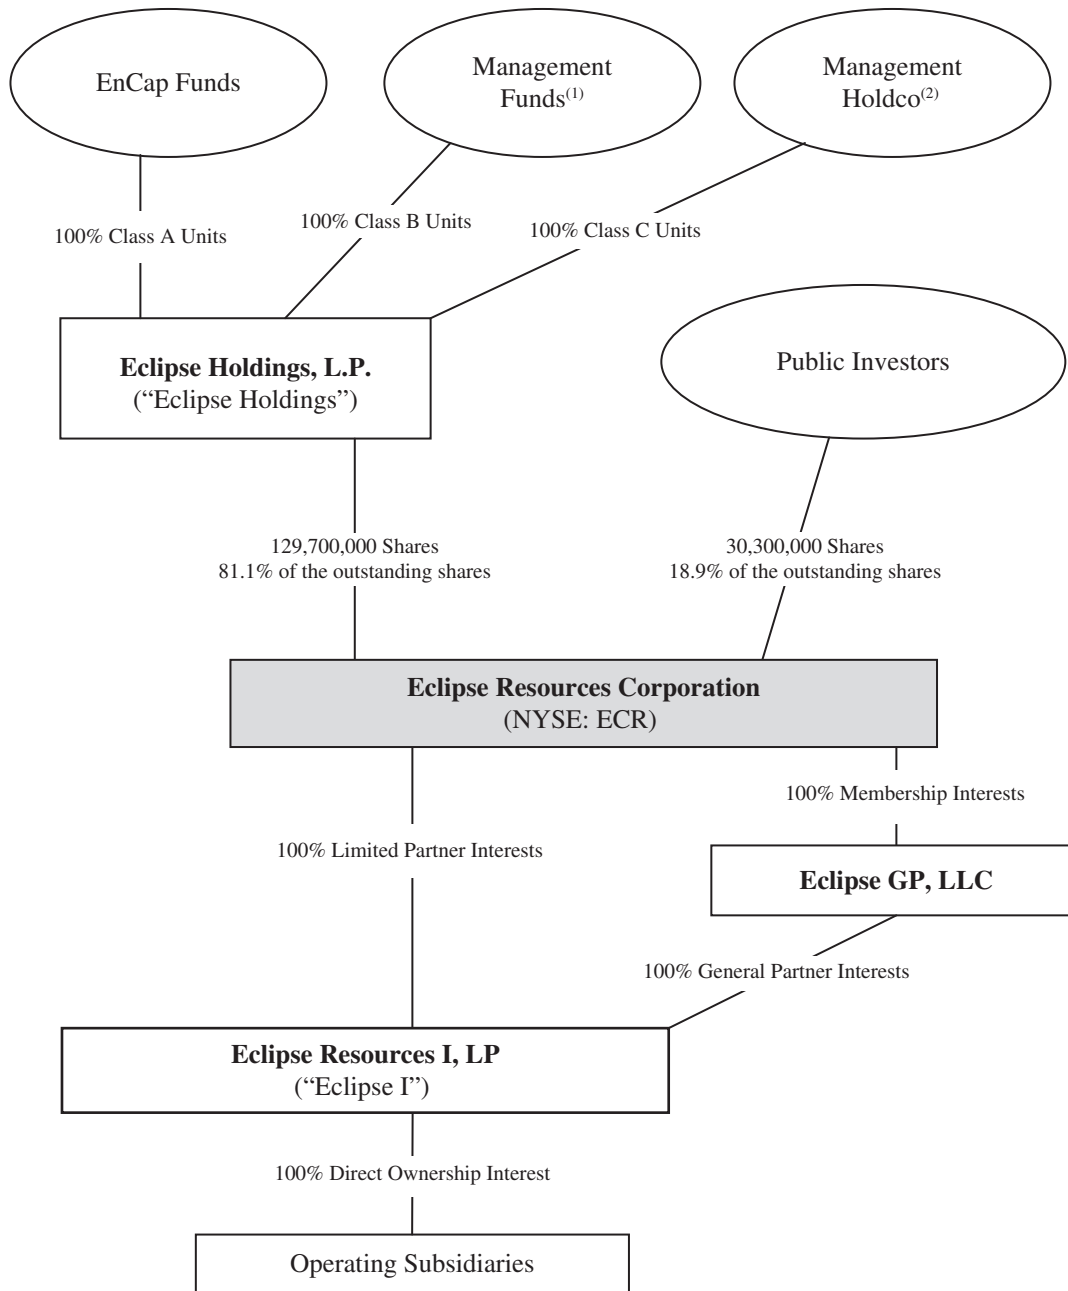 EnCap Funds
Management
Funds(1)
Management
Holdco(2)
100% Class A Units
100% Class B Units
100% Class C Units
Eclipse Holdings, L.P.
(“Eclipse Holdings”)
Public Investors
129,700,000 Shares
81.1% of the outstanding shares
30,300,000 Shares
18.9% of the outstanding shares
Eclipse Resources Corporation
(NYSE: ECR)
100% Membership Interests
100% Limited Partner Interests
Eclipse GP, LLC
100% General Partner Interests
Eclipse Resources I, LP
(“Eclipse I”)
100% Direct Ownership Interest
Operating Subsidiaries